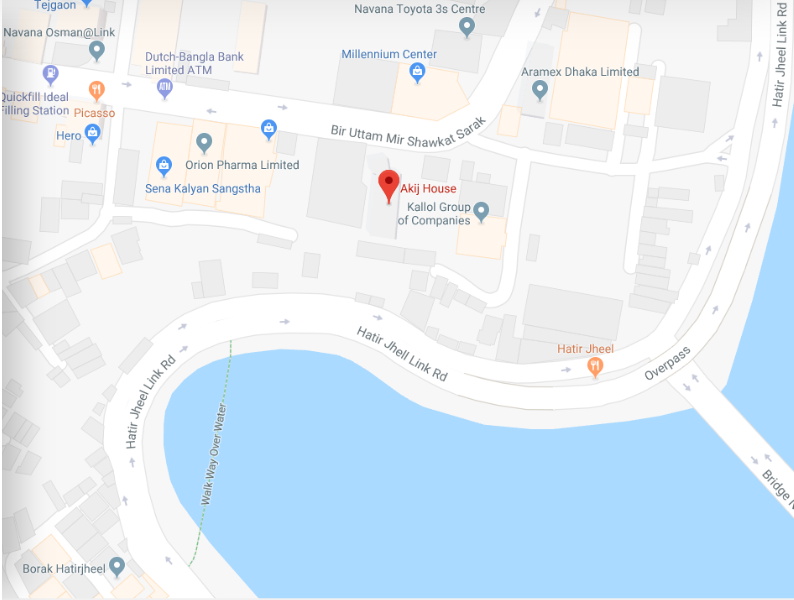 Tejgaon
Navana Toyota 3s Centre
Navana Osman@Link
Dutch-Bangla Bank
Limited ATM
Millennium Center
Aramex Dhaka Limited
Hatir Jheel Link Rd
Quickfill Ideal
Filling Station
Picasso
ATM
Hero
Bir Uttam Mir Shawkat Sarak
Orion Pharma Limited
Sena Kalyan Sangstha
Akij House
Kallol Group
of Companies
Hatir Jhell Link Rd
Hatir Jheel
Overpass
Hatir Jheel Link Rd
Walk-Way Over Water
Bridge
Borak Hatirjheel